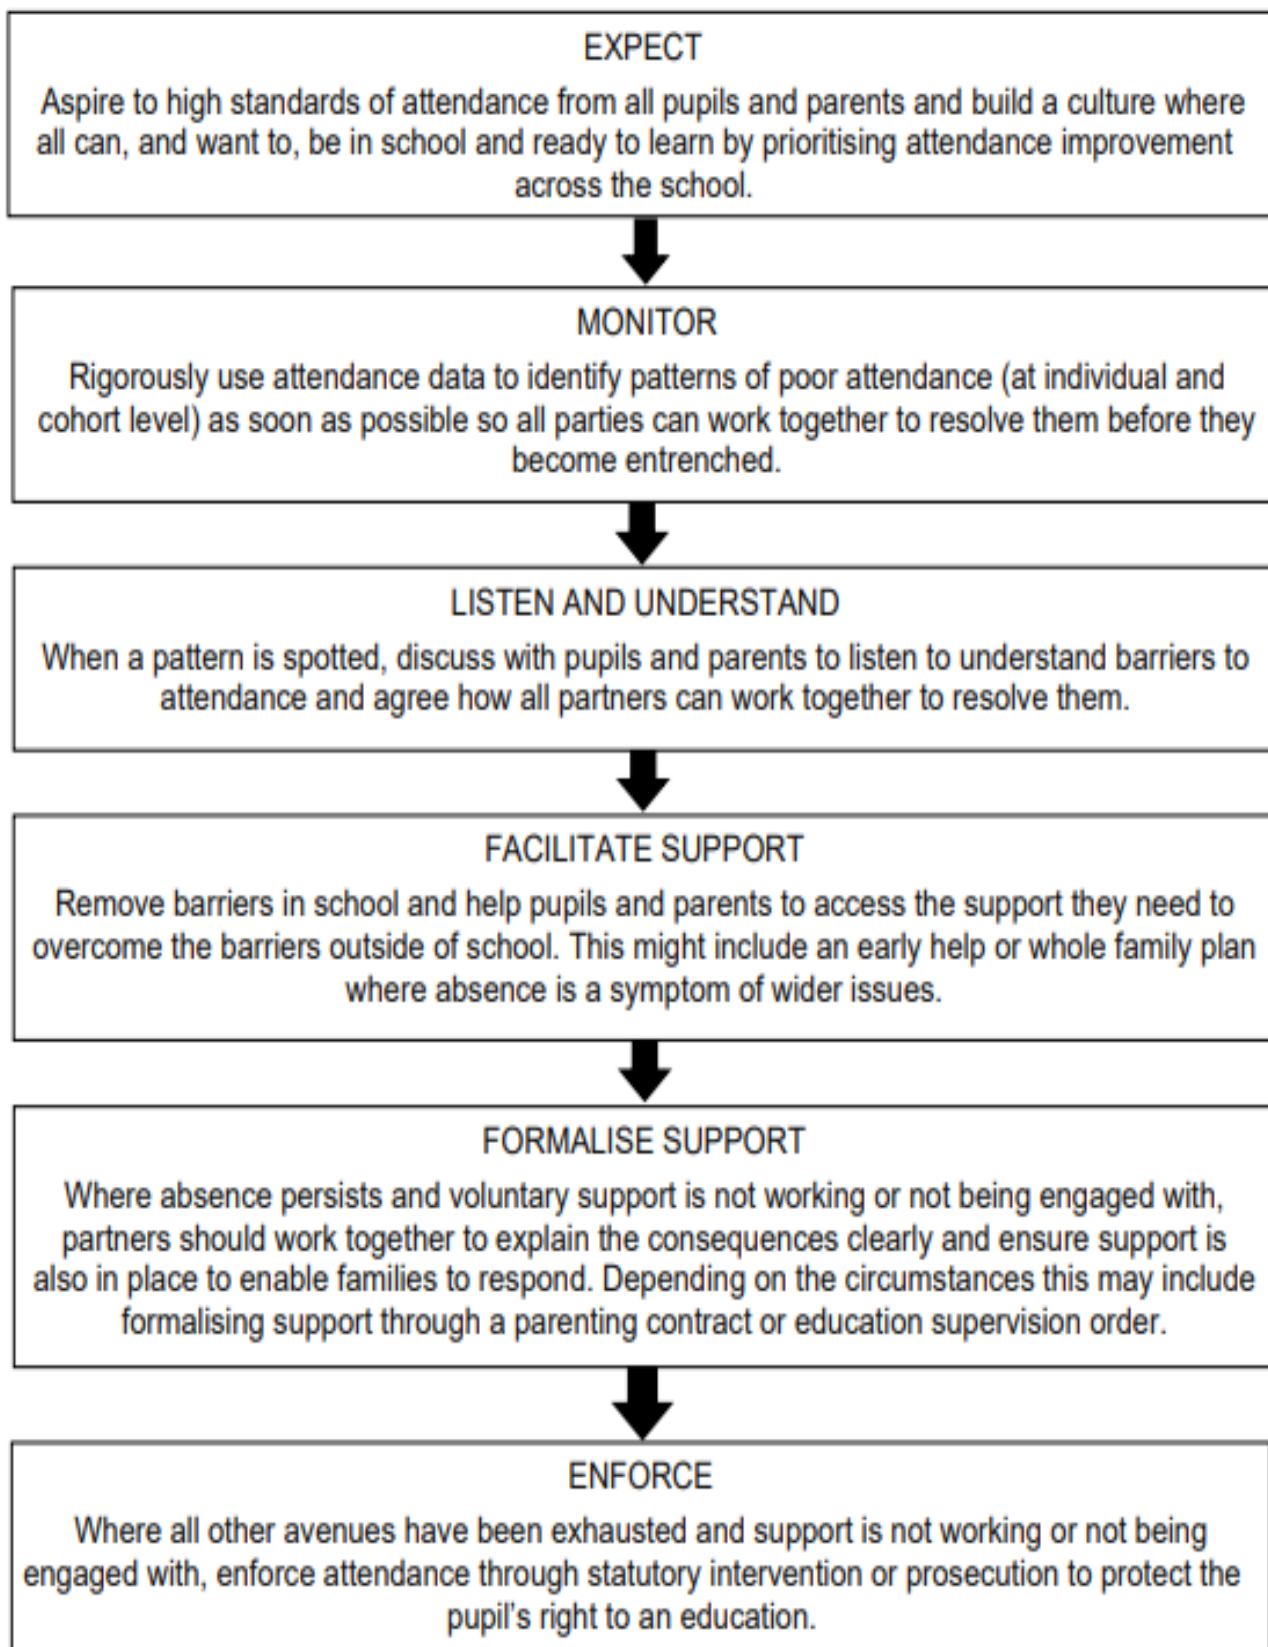 EXPECT
Aspire to high standards of attendance from all pupils and parents and build a culture where
all can, and want to, be in school and ready to learn by prioritising attendance improvement
across the school.
MONITOR
Rigorously use attendance data to identify patterns of poor attendance (at individual and
cohort level) as soon as possible so all parties can work together to resolve them before they
become entrenched.
LISTEN AND UNDERSTAND
When a pattern is spotted, discuss with pupils and parents to listen to understand barriers to
attendance and agree how all partners can work together to resolve them.
FACILITATE SUPPORT
Remove barriers in school and help pupils and parents to access the support they need to
overcome the barriers outside of school. This might include an early help or whole family plan
where absence is a symptom of wider issues.
FORMALISE SUPPORT
Where absence persists and voluntary support is not working or not being engaged with,
partners should work together to explain the consequences clearly and ensure support is
also in place to enable families to respond. Depending on the circumstances this may include
formalising support through a parenting contract or education supervision order.
ENFORCE
Where all other avenues have been exhausted and support is not working or not being
engaged with, enforce attendance through statutory intervention or prosecution to protect the
pupil's right to an education.